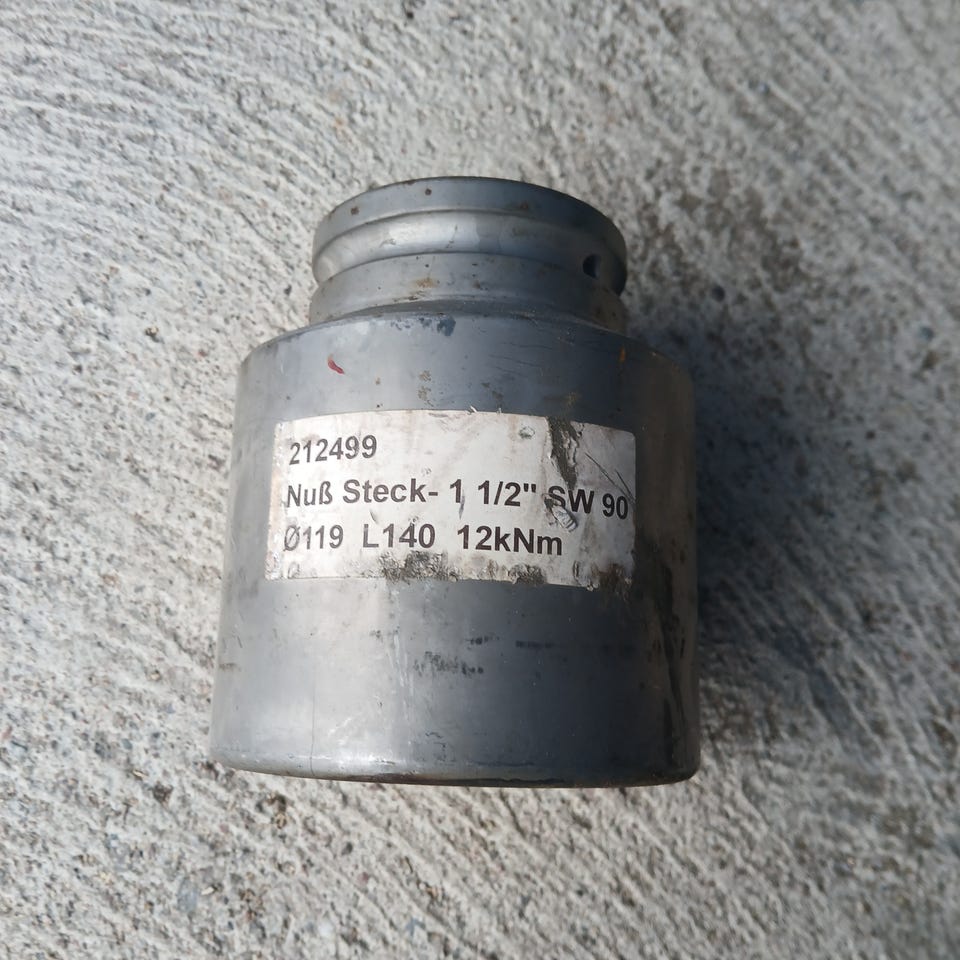 212499
Nuß Steck- 1 1/2" SW 90
Ø119 L140 12kNm